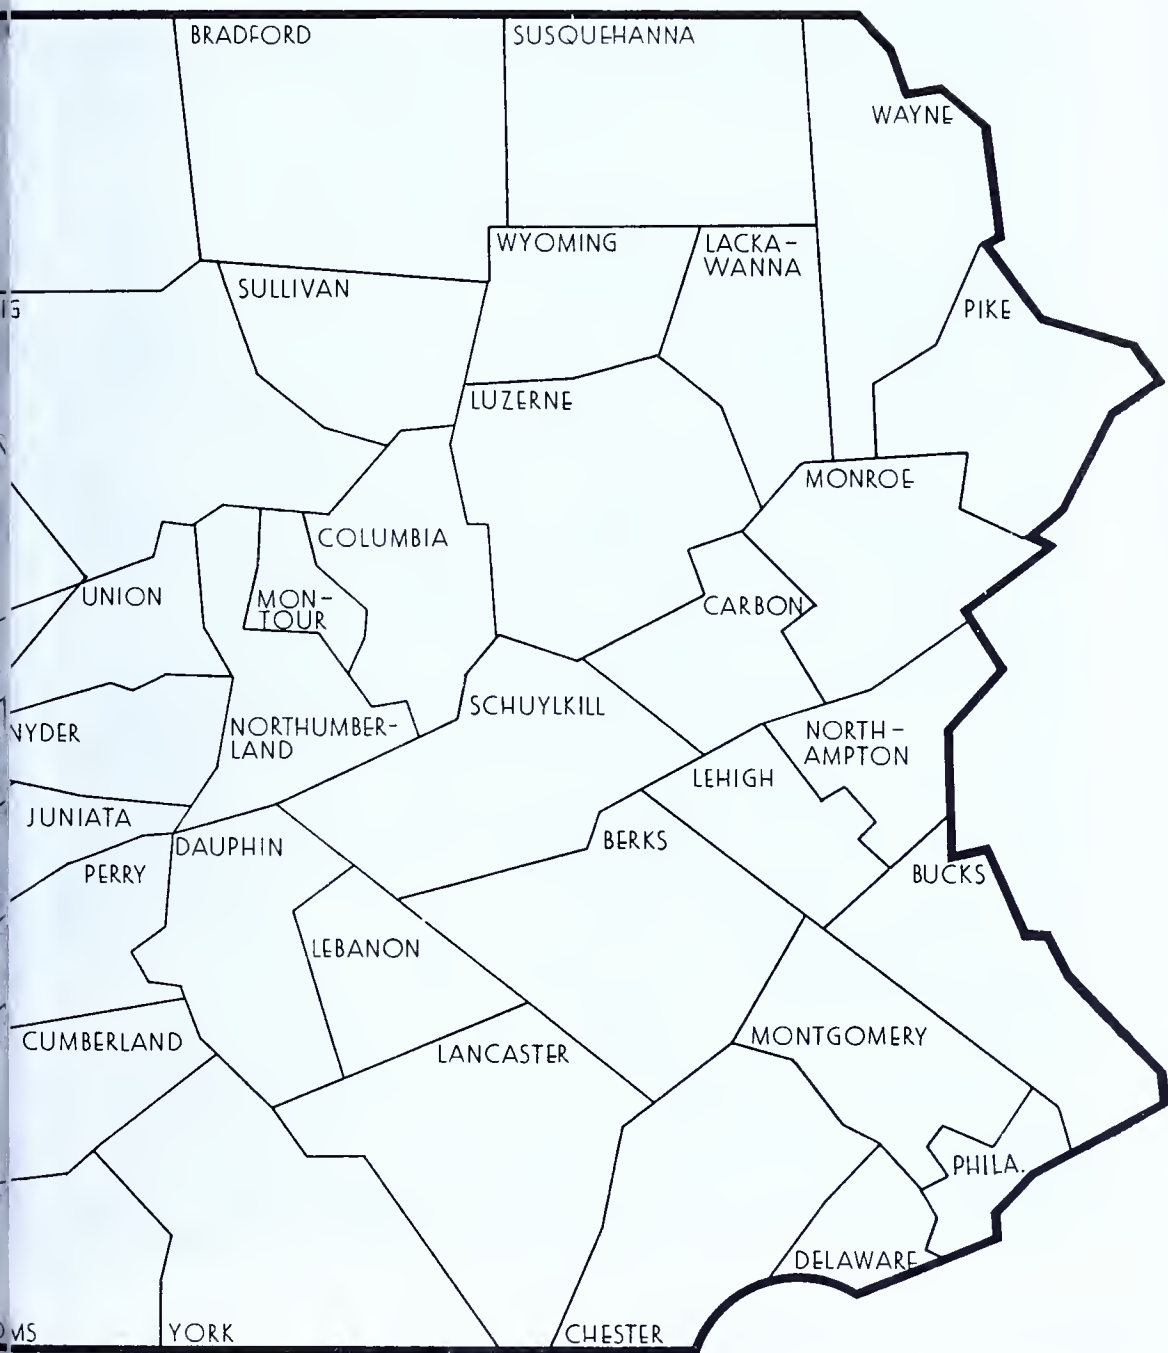 BRADFORD
SUSQUEHANNA
WAYNE
WYOMING
LACKA-
WANNA
SULLIVAN
PIKE
LUZERNE
MONROE
COLUMBIA
UNION
MON-
TOUR
CARBON
SCHUYLKILL
NORTHUMBER-
LAND
NYDER
NORTH-
AMPTON
LEHIGH
JUNIATA
DAUPHIN
BERKS
PERRY
BUCKS
LEBANON
CUMBERLAND
LANCASTER
MONTGOMERY
PHILA.
DELAWARE
YORK
CHESTER